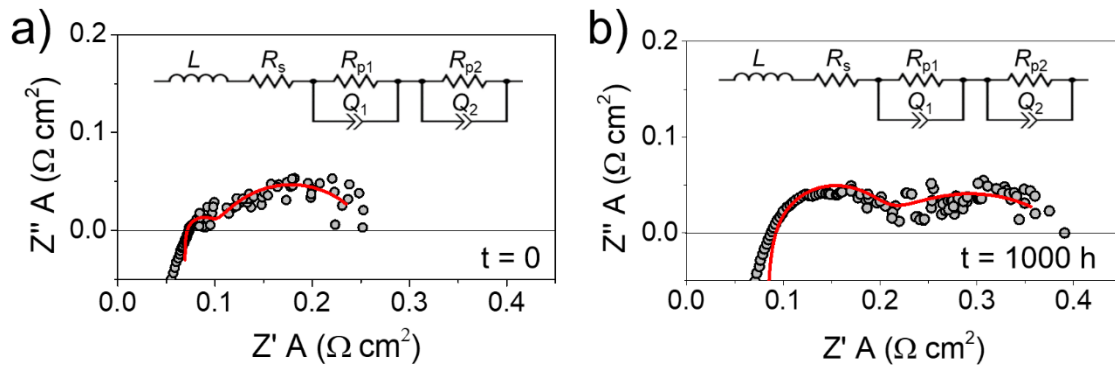 a)
0.2
0.1
0.0
Z'' A (Ω cm²)
L
Rs
Rp1
Rp2
Q1
Q2
t = 0
0.0 0.1 0.2 0.3 0.4
Z' A (Ω cm²)
b)
0.2
0.1
0.0
Z'' A (Ω cm²)
L
Rs
Rp1
Rp2
Q1
Q2
t = 1000 h
0.0 0.1 0.2 0.3 0.4
Z' A (Ω cm²)